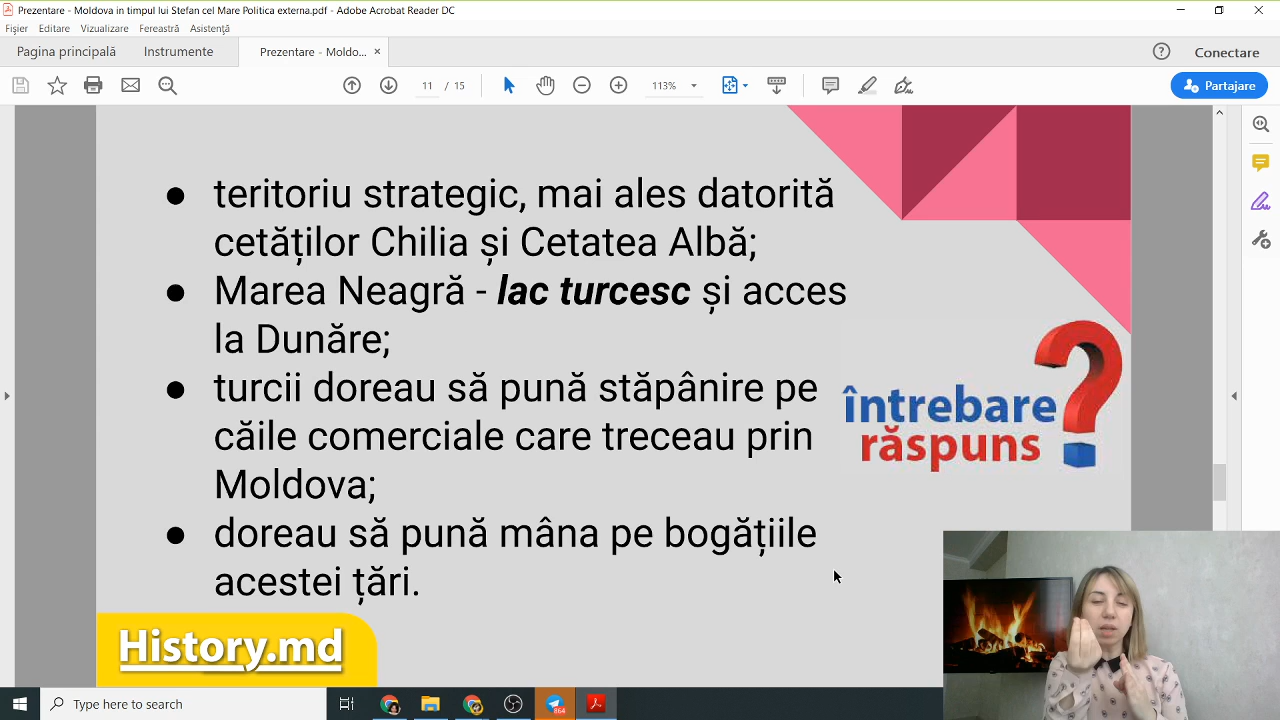 Prezentare - Moldova in timpul lui Stefan cel Mare Politica externa.pdf - Adobe Acrobat Reader DC
Fișier Editare Vizualizare Fereastră Asistență
Pagina principală Instrumente Prezentare - Moldo... × Conectare
11 / 15 113% Partajare
● teritoriu strategic, mai ales datorită
cetăților Chilia și Cetatea Albă;
● Marea Neagră - lac turcesc și acces
la Dunăre;
● turcii doreau să pună stăpânire pe
căile comerciale care treceau prin
Moldova;
● doreau să pună mâna pe bogățiile
acestei țări.
întrebare
răspuns
?
History.md
Type here to search
864